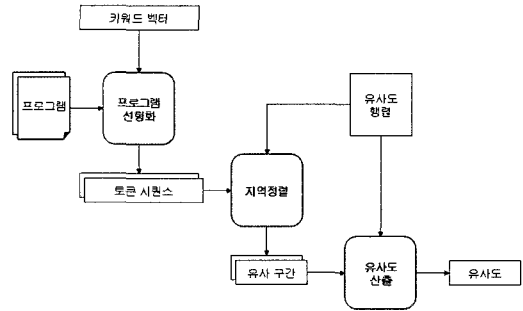 키워드 벡터
프로그램
프로그램
선형화
유사도
행렬
토큰 시퀀스
지역정렬
유사 구간
유사도
산출
유사도